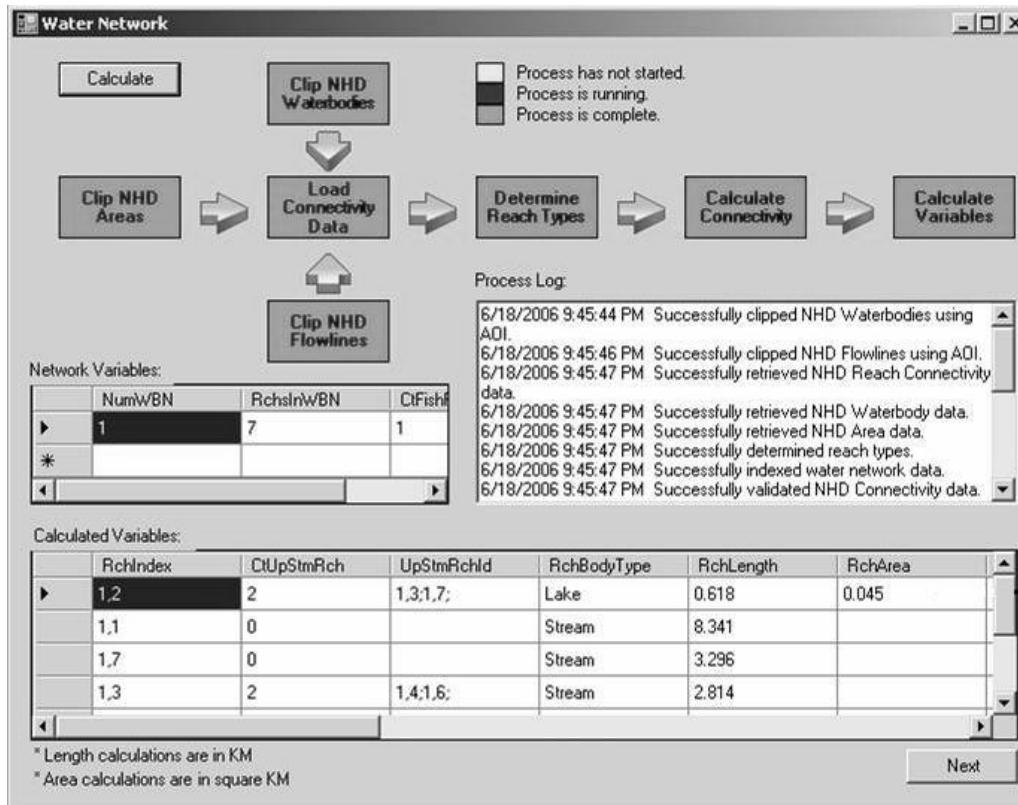 Water Network
Calculate
Clip NHD
Waterbodies
Process has not started.
Process is running.
Process is complete.
Clip NHD
Areas
Load
Connectivity
Data
Determine
Reach Types
Calculate
Connectivity
Calculate
Variables
Clip NHD
Flowlines
Process Log:
6/18/2006 9:45:44 PM Successfully clipped NHD Waterbodies using
AOI.
6/18/2006 9:45:46 PM Successfully clipped NHD Flowlines using AOI.
6/18/2006 9:45:47 PM Successfully retrieved NHD Reach Connectivity
data.
6/18/2006 9:45:47 PM Successfully retrieved NHD Waterbody data.
6/18/2006 9:45:47 PM Successfully retrieved NHD Area data.
6/18/2006 9:45:47 PM Successfully determined reach types.
6/18/2006 9:45:47 PM Successfully indexed water network data.
6/18/2006 9:45:47 PM Successfully validated NHD Connectivity data.
Network Variables:
NumWBN RchsInWBN
1 7 1
Calculated Variables:
RchIndex CtUpStmRch UpStmRchId RchBodyType RchLength RchArea
1,2 2 1,3;1,7; Lake 0.618 0.045
1,1 0 Stream 8.341
1,7 0 Stream 3.296
1,3 2 1,4;1,6; Stream 2.814
* Length calculations are in KM
* Area calculations are in square KM
Next